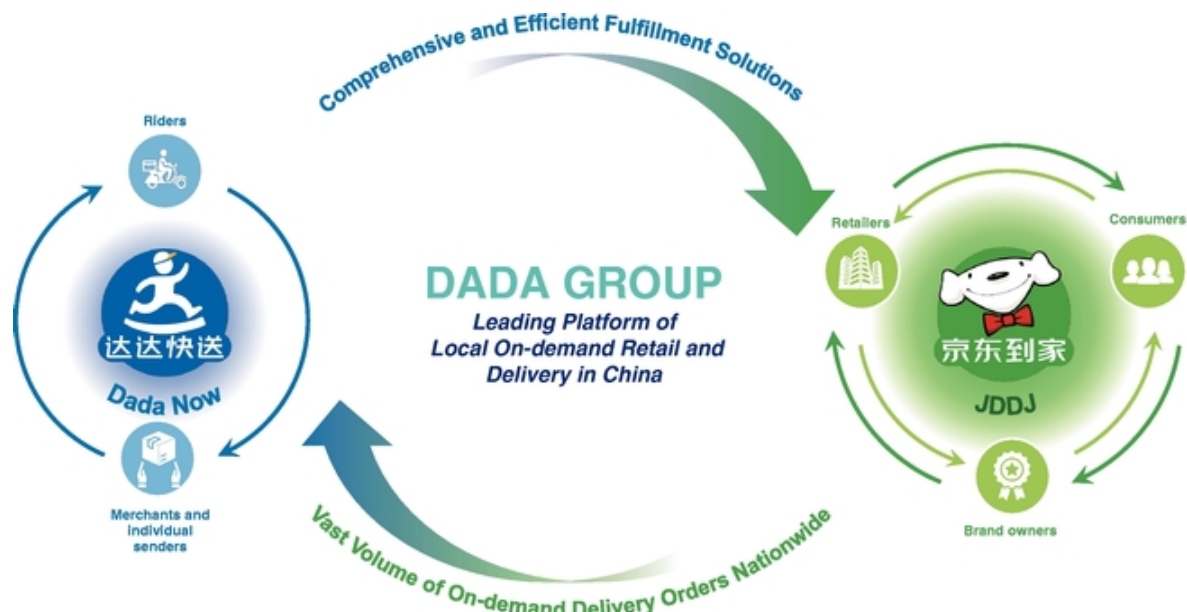 Comprehensive and Efficient Fulfillment Solutions
Riders
达达快送
Dada Now
Merchants and
individual
senders
DADA GROUP
Leading Platform of
Local On-demand Retail and
Delivery in China
Retailers
Consumers
京东到家
JDDJ
Brand owners
Vast Volume of On-demand Delivery Orders Nationwide